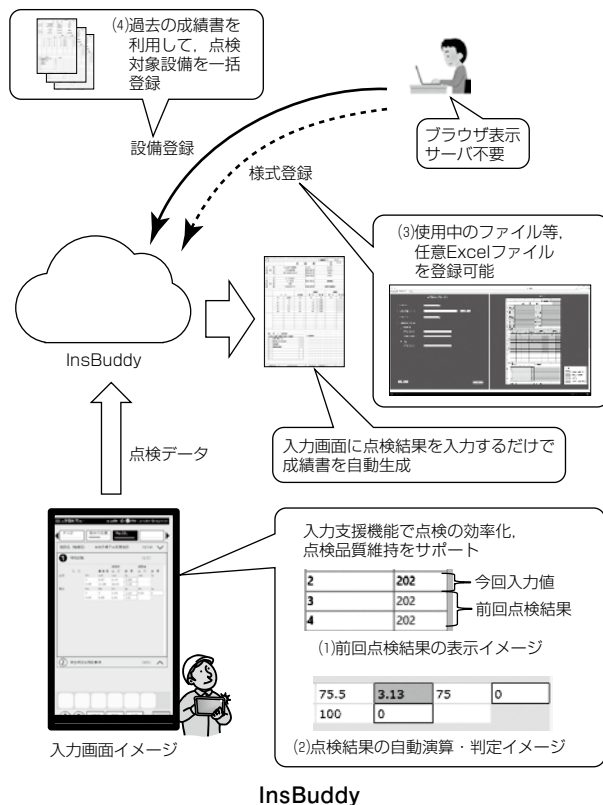 (4)過去の成績書を
利用して，点検
対象設備を一括
登録
設備登録
ブラウザ表示
サーバ不要
様式登録
(3)使用中のファイル等，
任意Excelファイル
を登録可能
InsBuddy
入力画面に点検結果を入力するだけで
成績書を自動生成
点検データ
入力支援機能で点検の効率化，
点検品質維持をサポート
2 202 今回入力値
3 202
前回点検結果
4 202
(1)前回点検結果の表示イメージ
75.5 3.13 75 0
100 0
(2)点検結果の自動演算・判定イメージ
入力画面イメージ
InsBuddy